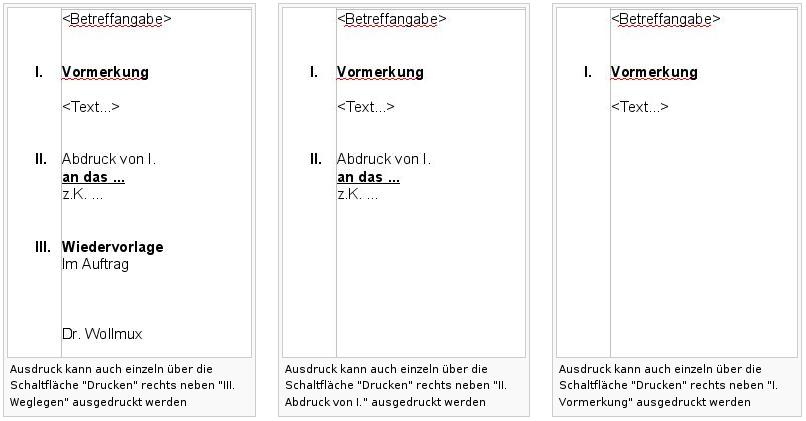 <Betreffangabe>
I. Vormerkung
<Text...>
II. Abdruck von I.
an das ...
z.K. ...
III. Wiedervorlage
Im Auftrag
Dr. Wollmux
Ausdruck kann auch einzeln über die
Schaltfläche "Drucken" rechts neben "III.
Weglegen" ausgedruckt werden
<Betreffangabe>
I. Vormerkung
<Text...>
II. Abdruck von I.
an das ...
z.K. ...
Ausdruck kann auch einzeln über die
Schaltfläche "Drucken" rechts neben "II.
Abdruck von I." ausgedruckt werden
<Betreffangabe>
I. Vormerkung
<Text...>
Ausdruck kann auch einzeln über die
Schaltfläche "Drucken" rechts neben "I.
Vormerkung" ausgedruckt werden